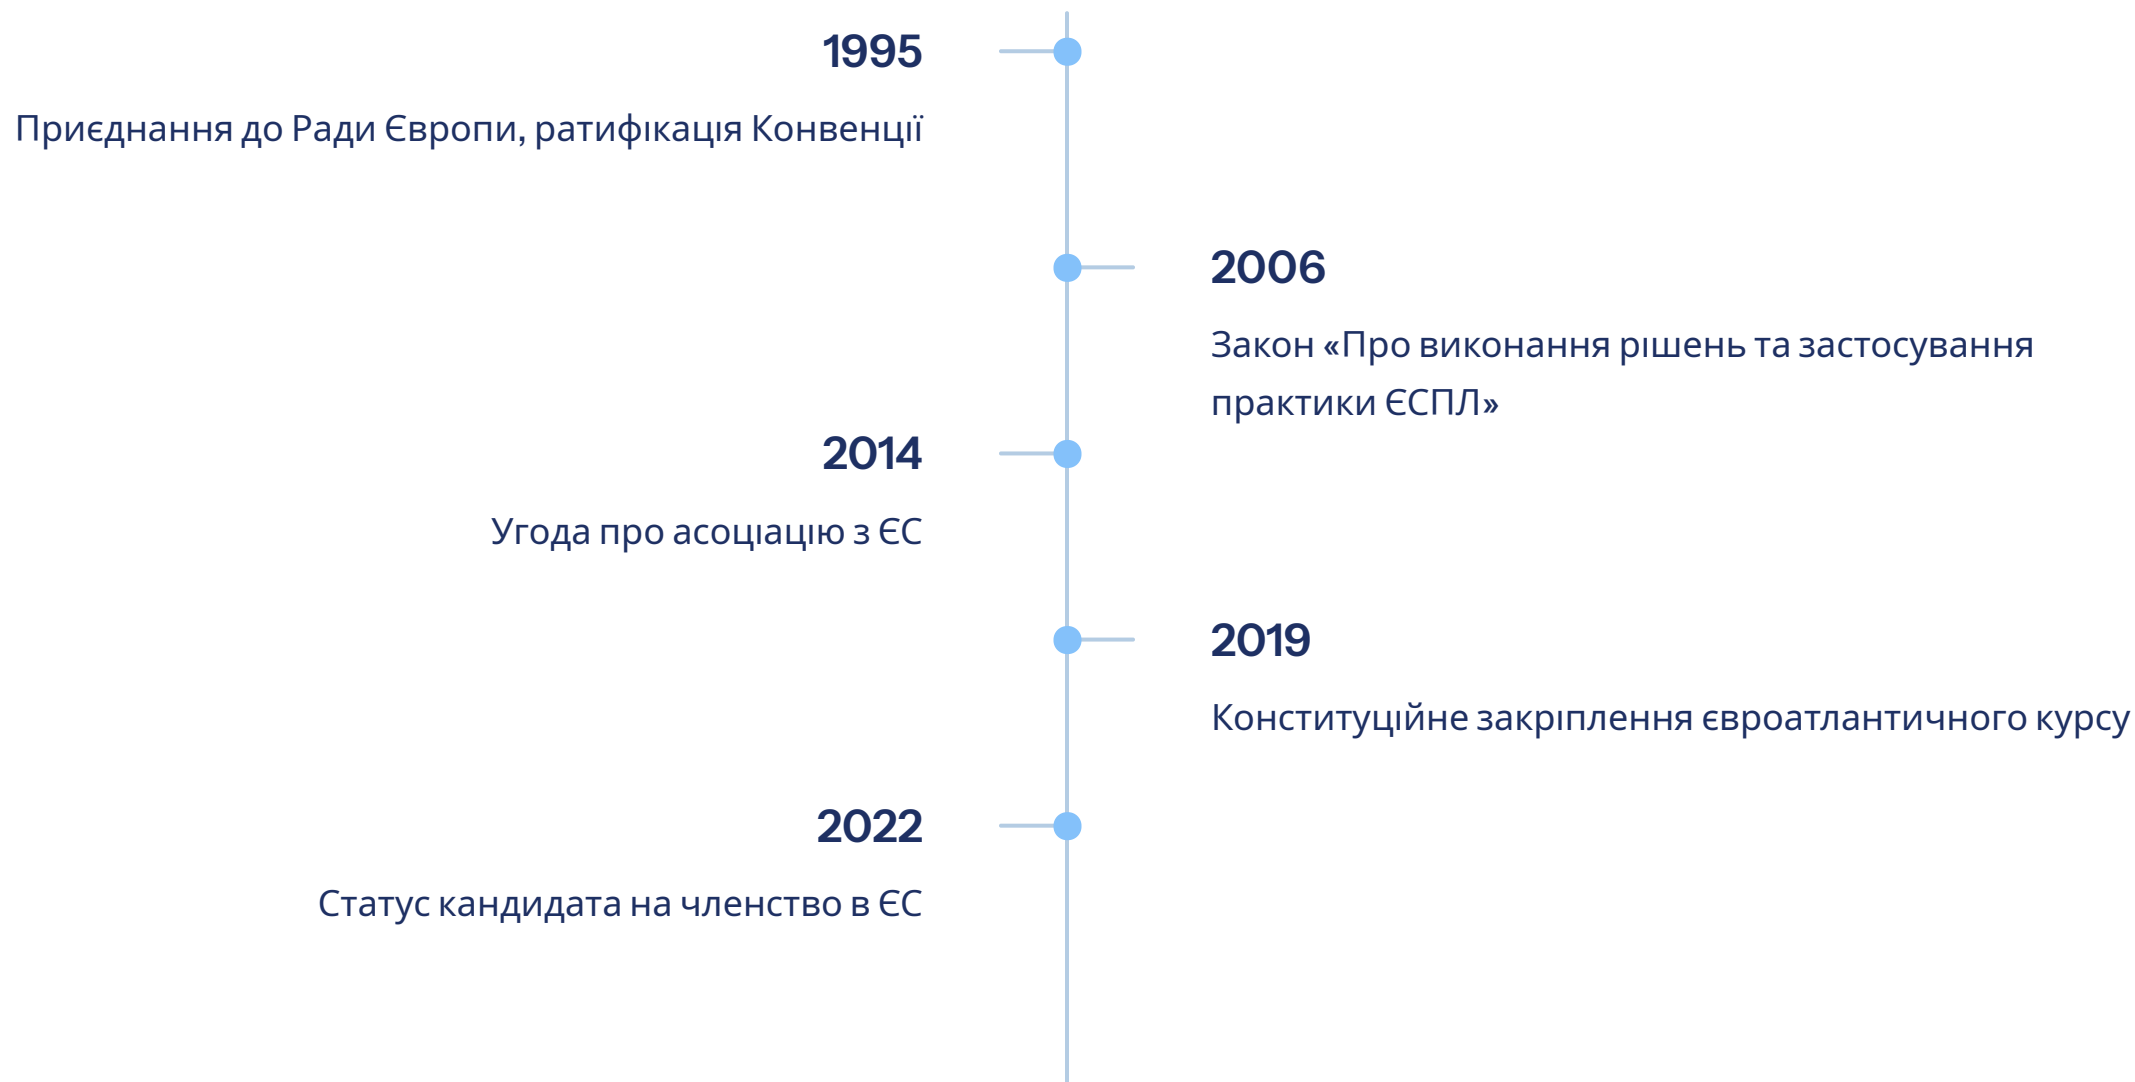 1995
Приєднання до Ради Європи, ратифікація Конвенції
2006
Закон «Про виконання рішень та застосування
практики ЄСПЛ»
2014
Угода про асоціацію з ЄС
2019
Конституційне закріплення євроатлантичного курсу
2022
Статус кандидата на членство в ЄС